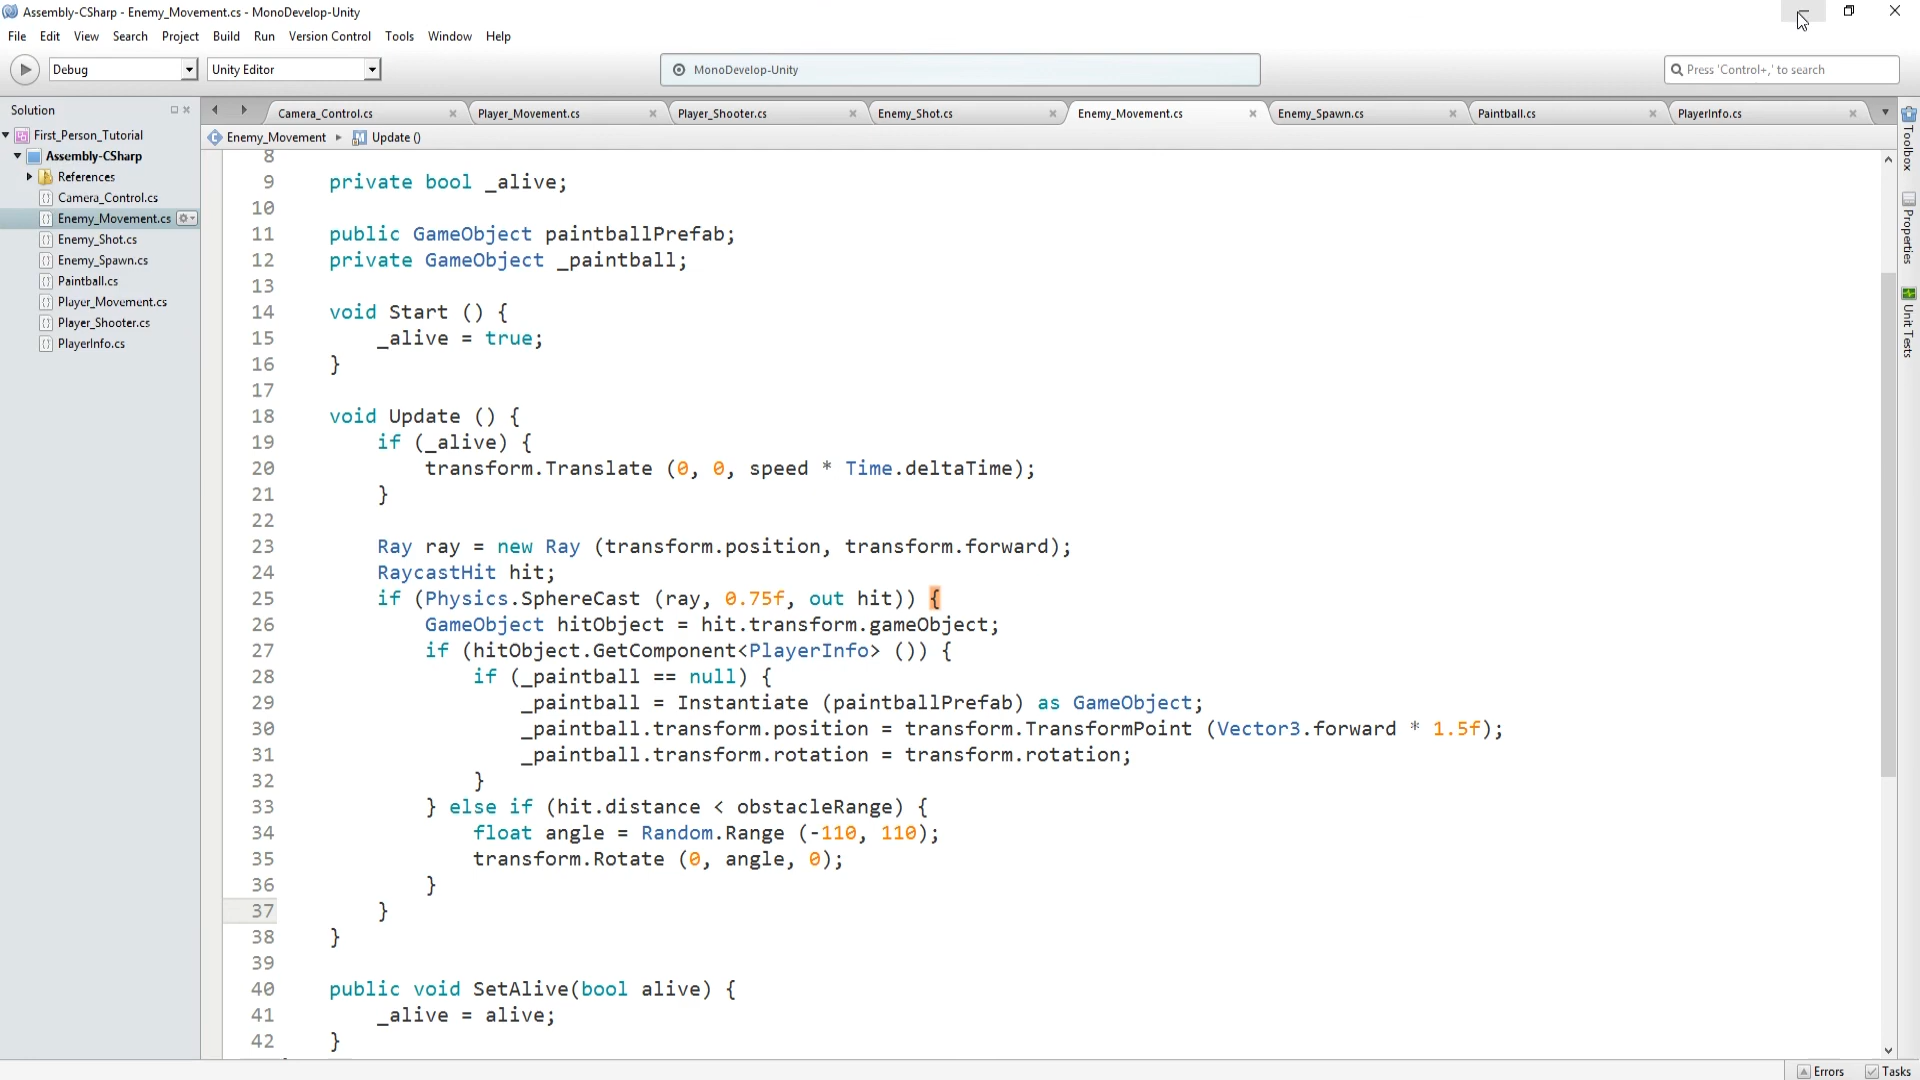 Assembly-CSharp - Enemy_Movement.cs - MonoDevelop-Unity
File Edit View Search Project Build Run Version Control Tools Window Help
Debug Unity Editor MonoDevelop-Unity Press 'Control+,' to search
Solution Camera_Control.cs Player_Movement.cs Player_Shooter.cs Enemy_Shot.cs Enemy_Movement.cs Enemy_Spawn.cs Paintball.cs PlayerInfo.cs
First_Person_Tutorial
Assembly-CSharp
References
Camera_Control.cs
Enemy_Movement.cs
Enemy_Shot.cs
Enemy_Spawn.cs
Paintball.cs
Player_Movement.cs
Player_Shooter.cs
PlayerInfo.cs
Enemy_Movement Update ()
8
9 private bool _alive;
10
11 public GameObject paintballPrefab;
12 private GameObject _paintball;
13
14 void Start () {
15 _alive = true;
16 }
17
18 void Update () {
19 if (_alive) {
20 transform.Translate (0, 0, speed * Time.deltaTime);
21 }
22
23 Ray ray = new Ray (transform.position, transform.forward);
24 RaycastHit hit;
25 if (Physics.SphereCast (ray, 0.75f, out hit)) {
26 GameObject hitObject = hit.transform.gameObject;
27 if (hitObject.GetComponent<PlayerInfo> ()) {
28 if (_paintball == null) {
29 _paintball = Instantiate (paintballPrefab) as GameObject;
30 _paintball.transform.position = transform.TransformPoint (Vector3.forward * 1.5f);
31 _paintball.transform.rotation = transform.rotation;
32 }
33 } else if (hit.distance < obstacleRange) {
34 float angle = Random.Range (-110, 110);
35 transform.Rotate (0, angle, 0);
36 }
37 }
38 }
39
40 public void SetAlive(bool alive) {
41 _alive = alive;
42 }
Toolbox
Properties
Unit Tests
Errors Tasks